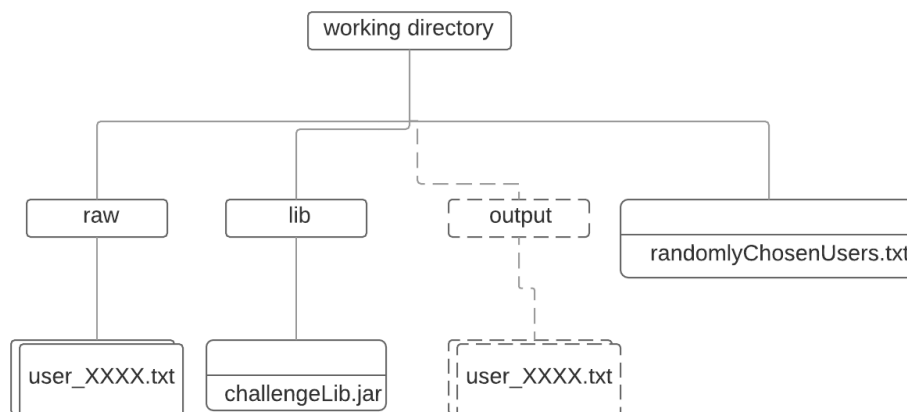 working directory
raw
lib
output
randomlyChosenUsers.txt
user_XXXX.txt
challengeLib.jar
user_XXXX.txt